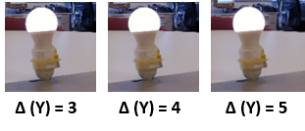 Δ (Y) = 3 Δ (Y) = 4 Δ (Y) = 5